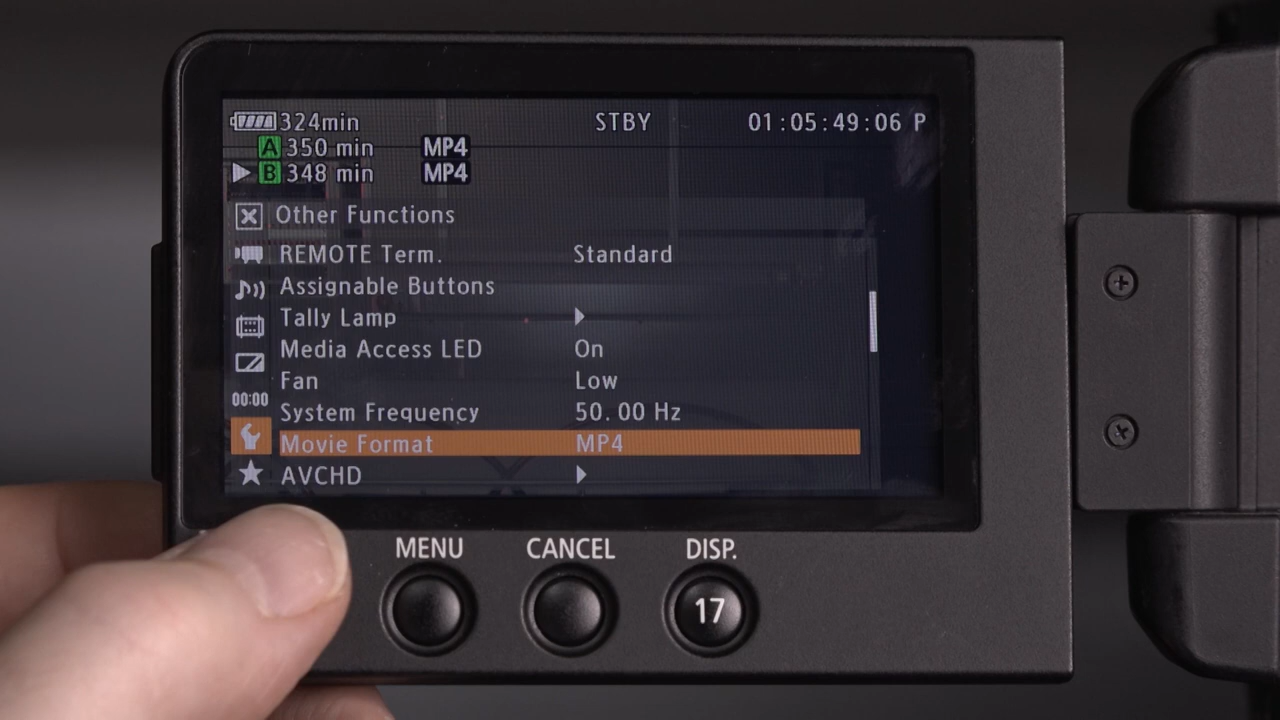 324min STBY 01:05:49:06 P
A 350 min MP4
B 348 min MP4
Other Functions
REMOTE Term. Standard
Assignable Buttons
Tally Lamp
Media Access LED On
Fan Low
00:00
System Frequency 50.00 Hz
Movie Format MP4
AVCHD
MENU CANCEL DISP.
17